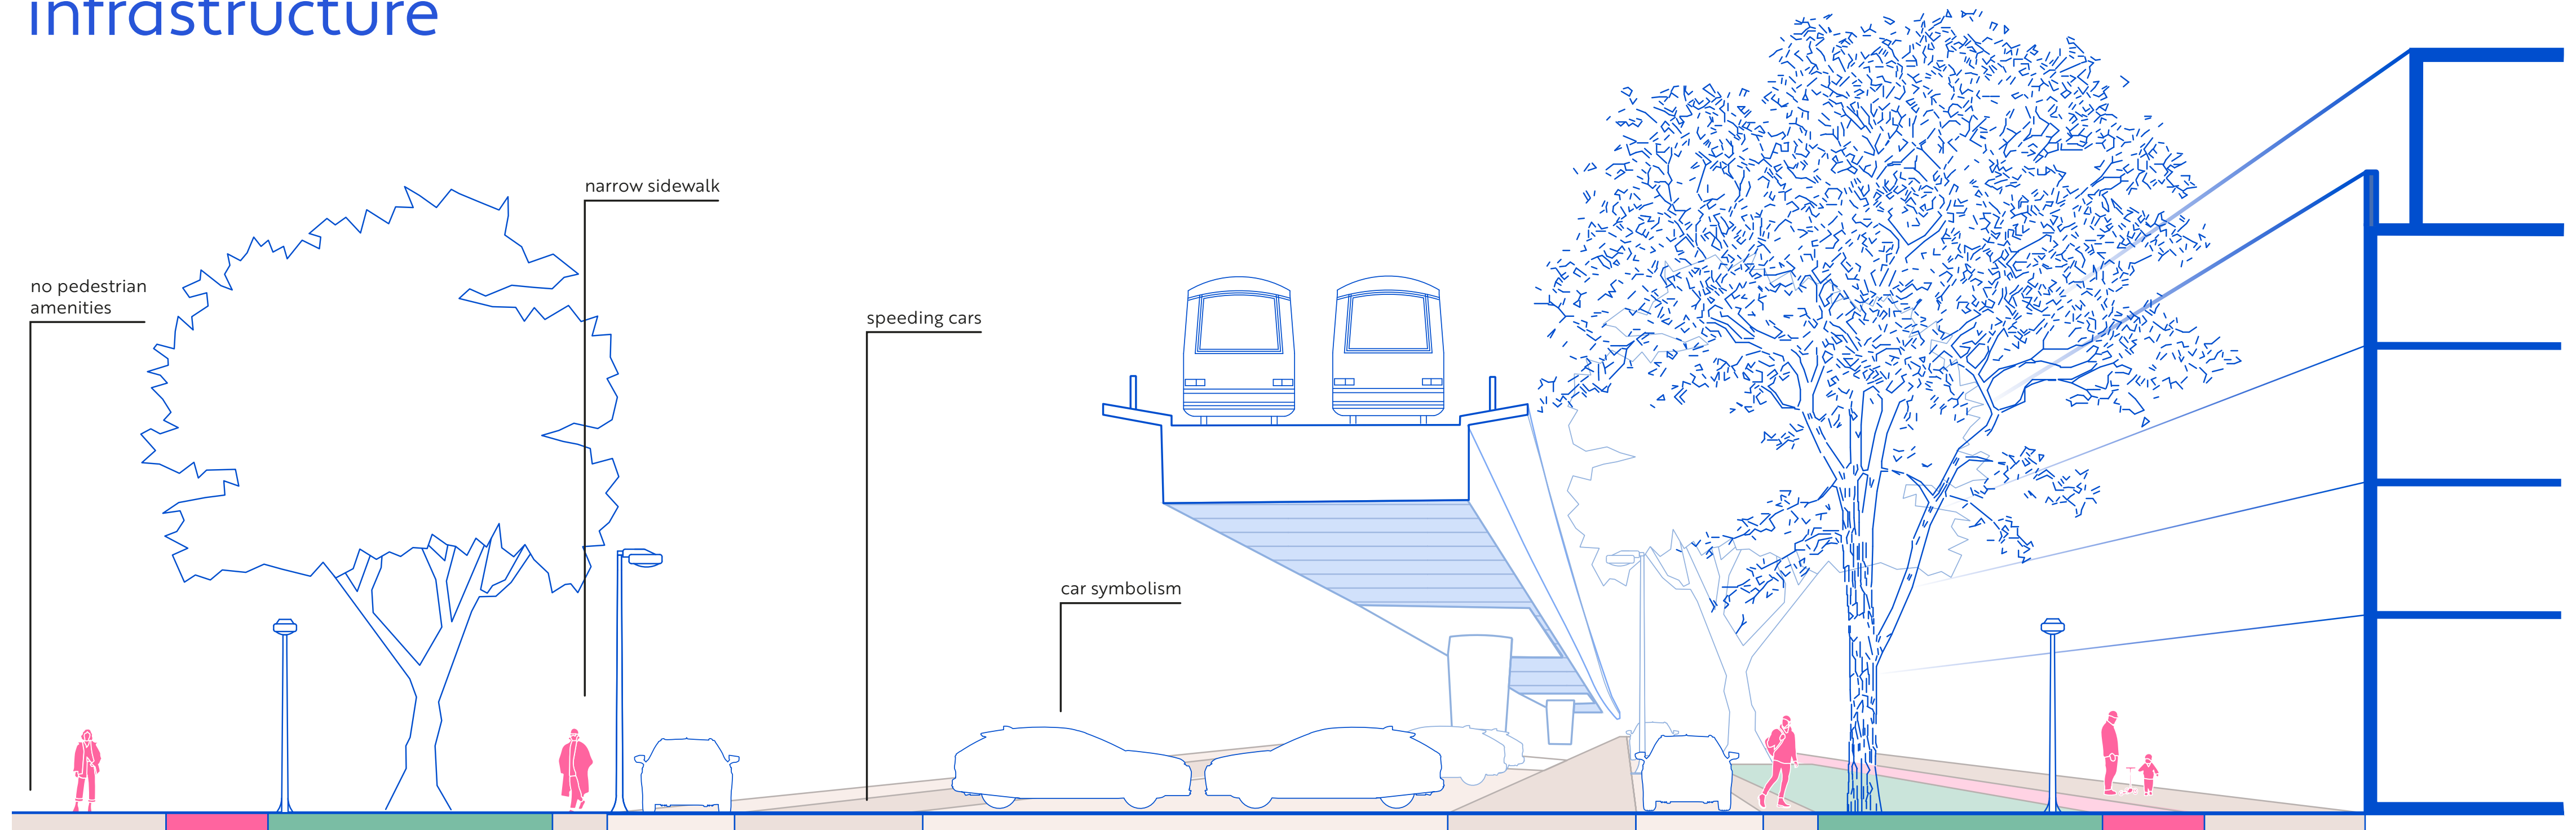 infrastructure
narrow sidewalk
no pedestrian
amenities
speeding cars
car symbolism